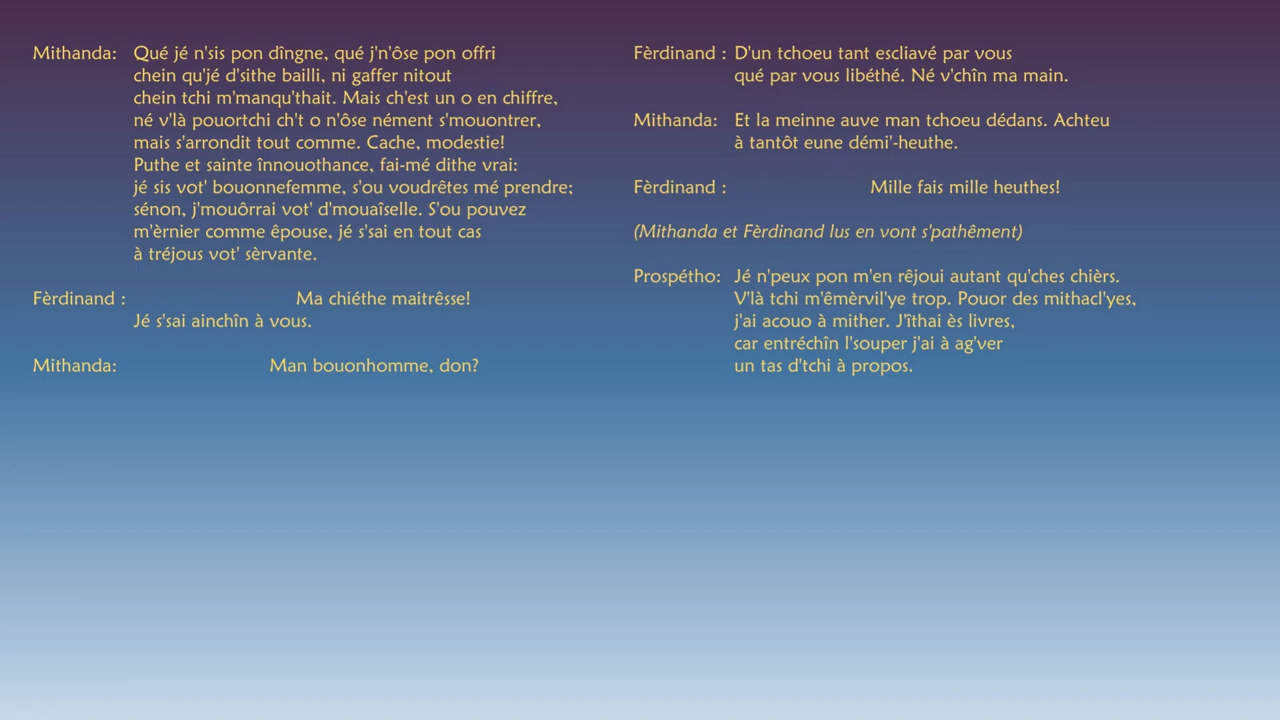 Mithanda: Qué jé n'sis pon dîngne, qué j'n'ôse pon offri
chein qu'jé d'sithe bailli, ni gaffer nitout
chein tchi m'manqu'thait. Mais ch'est un o en chiffre,
né v'là pouortchi ch't o n'ôse nément s'mouontrer,
mais s'arrondit tout comme. Cache, modestie!
Puthe et sainte înnouothance, fai-mé dithe vrai:
jé sis vot' bouonnefemme, s'ou voudrêtes mé prendre;
sénon, j'mouôrrai vot' d'mouaîselle. S'ou pouvez
m'èrnier comme êpouse, jé s'sai en tout cas
à tréjous vot' sèrvante.
Fèrdinand : Ma chiéthe maitrêsse!
Jé s'sai ainchîn à vous.
Mithanda: Man bouonhomme, don?
Fèrdinand : D'un tchoeu tant escliavé par vous
qué par vous libéthé. Né v'chîn ma main.
Mithanda: Et la meinne auve man tchoeu dédans. Achteu
à tantôt eune démi'-heuthe.
Fèrdinand : Mille fais mille heuthes!
(Mithanda et Fèrdinand lus en vont s'pathêment)
Prospétho: Jé n'peux pon m'en rêjoui autant qu'ches chièrs.
V'là tchi m'êmèrvil'ye trop. Pouor des mithacl'yes,
j'ai acouo à mither. J'îthai ès livres,
car entréchîn l'souper j'ai à ag'ver
un tas d'tchi à propos.